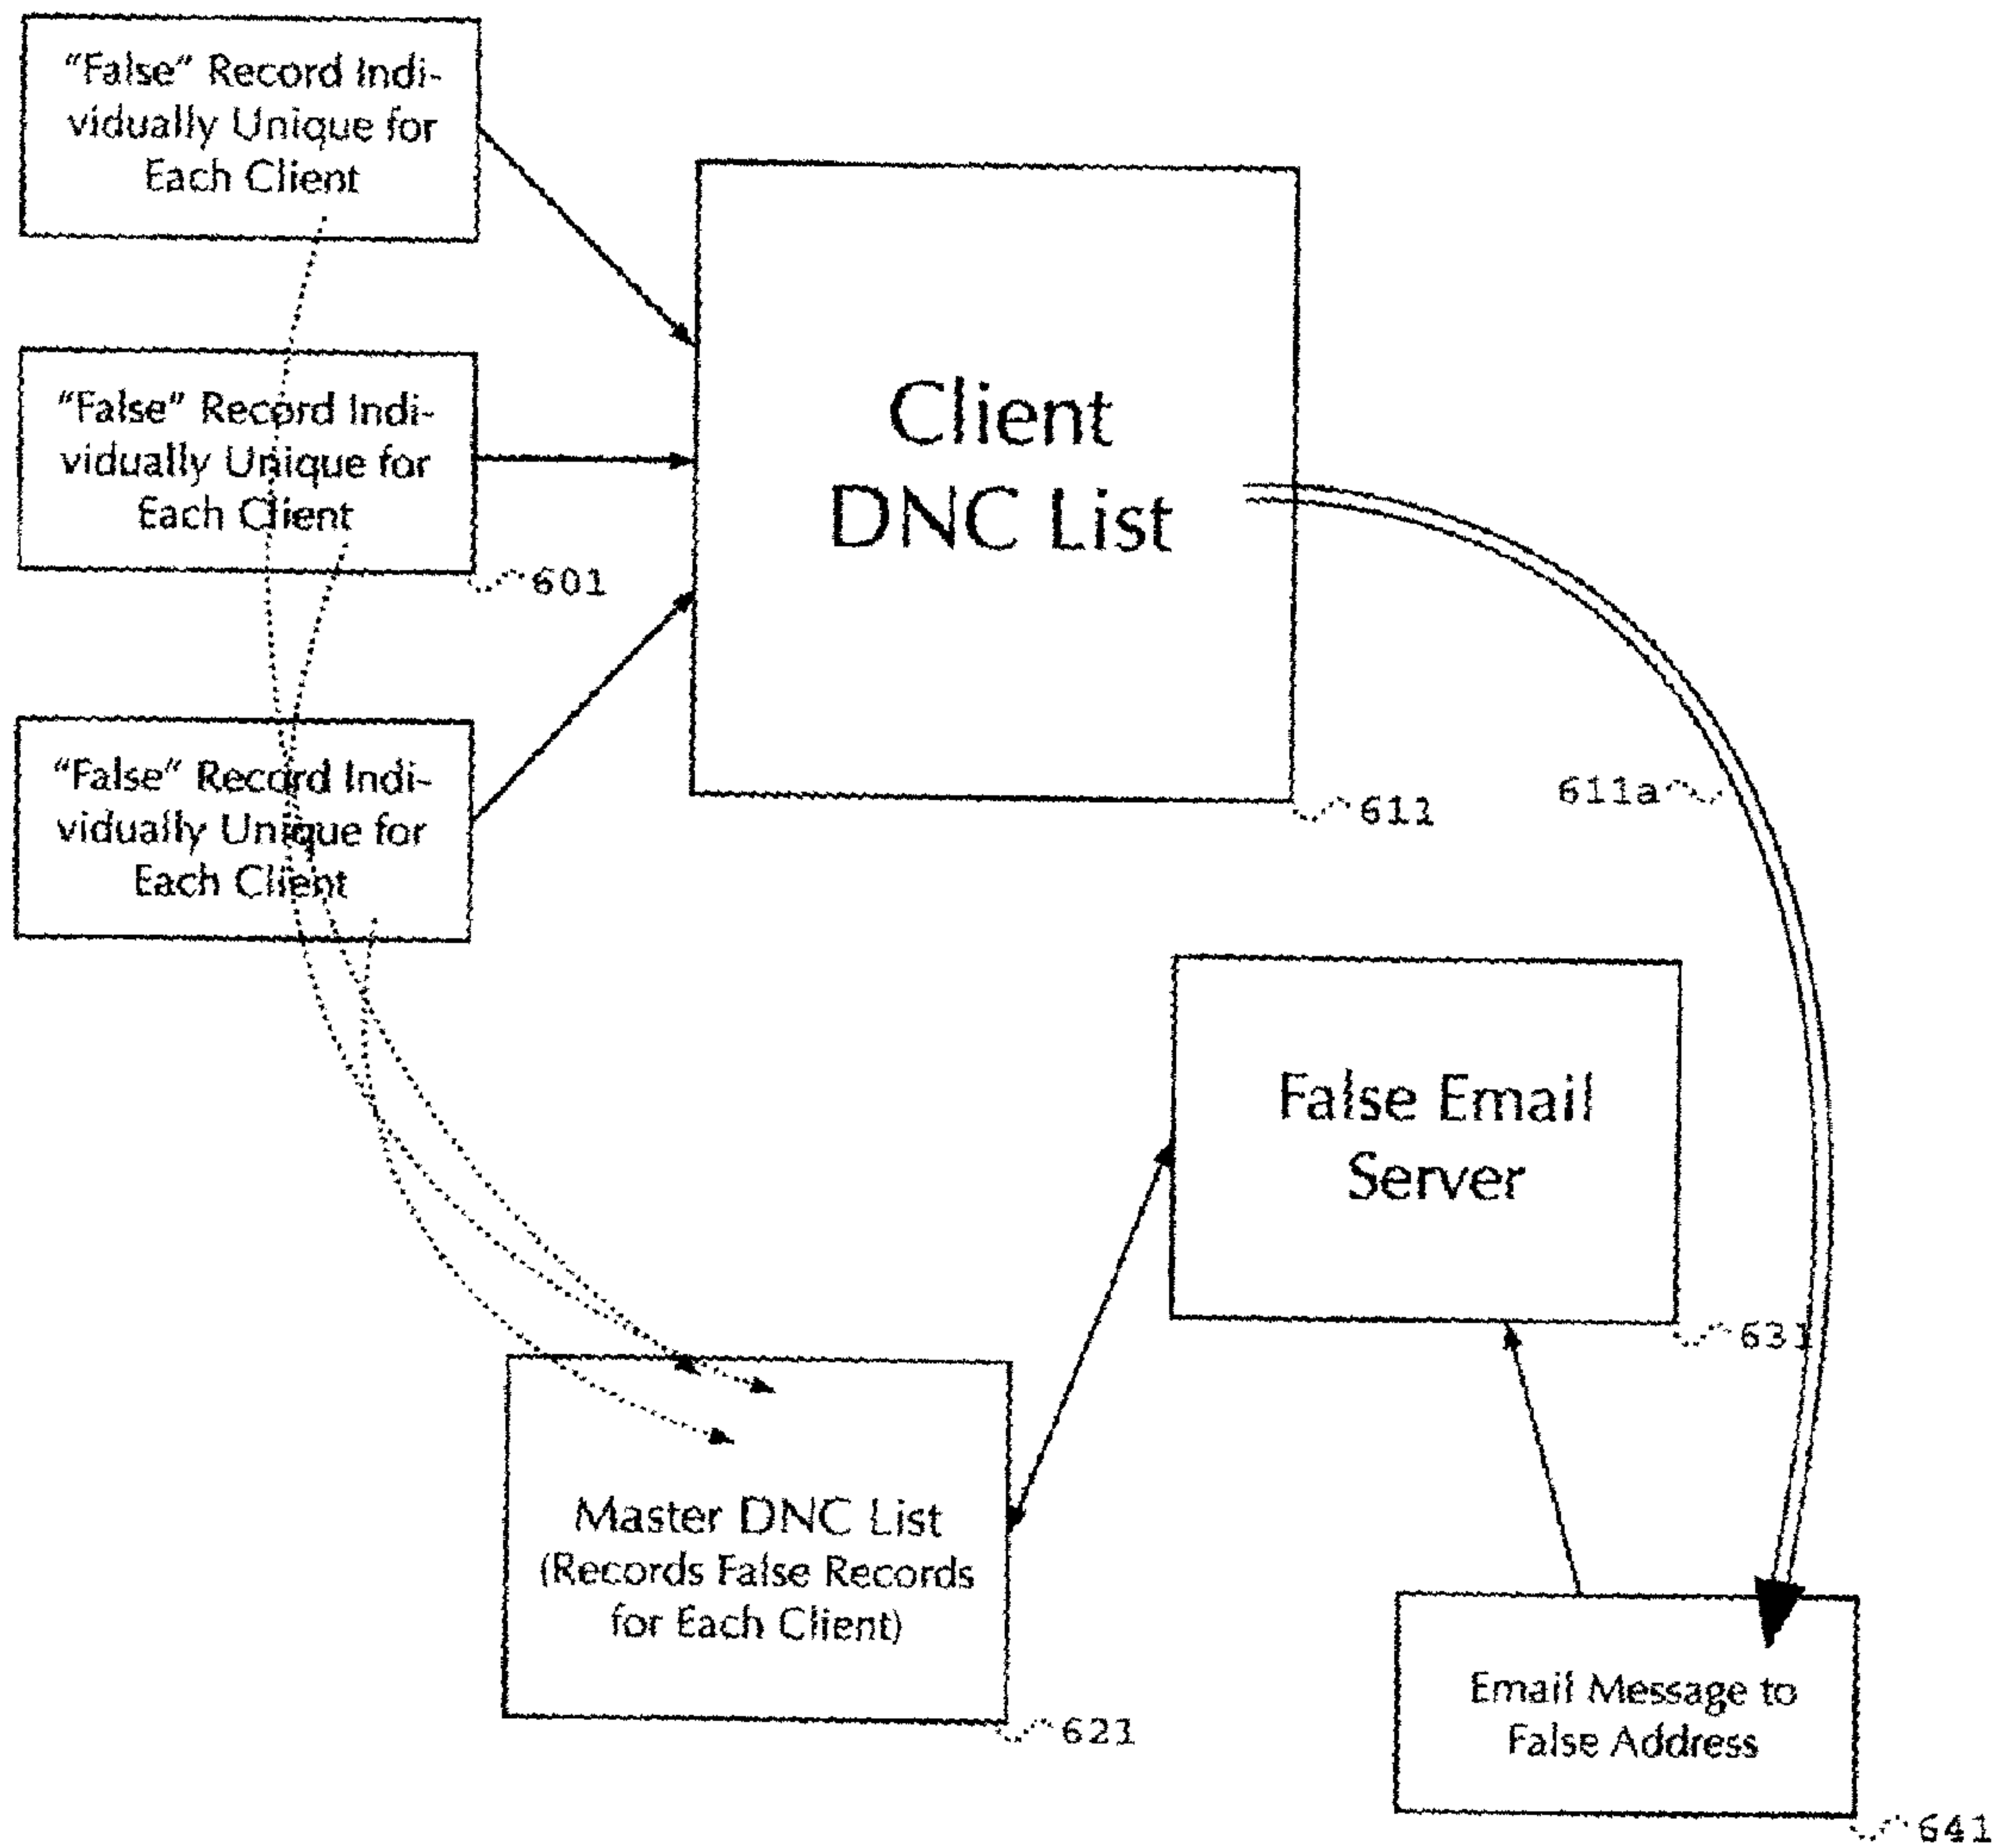 "False" Record Indi-
vidually Unique for
Each Client
"False" Record Indi-
vidually Unique for
Each Client
601
"False" Record Indi-
vidually Unique for
Each Client
Client
DNC List
611
611a
False Email
Server
631
Master DNC List
(Records False Records
for Each Client)
621
Email Message to
False Address
641